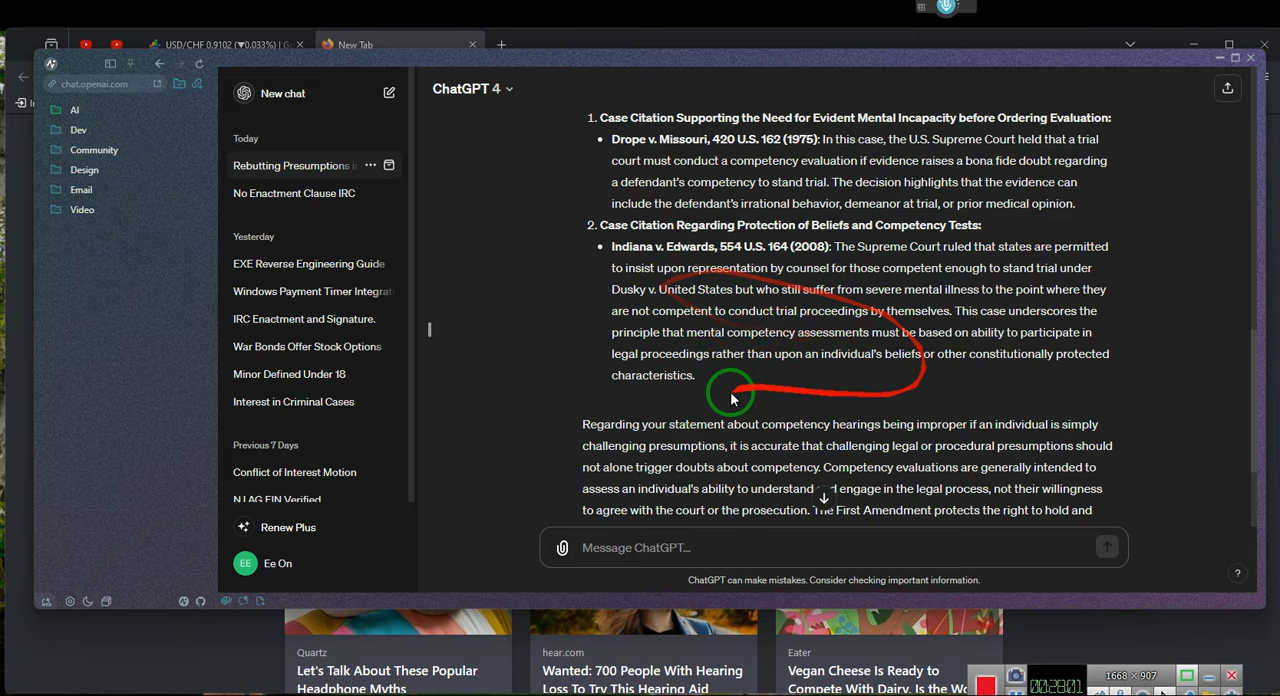 USD/CHF 0.9102 (▼0.033%) | G
New Tab
chat.openai.com
AI
Dev
Community
Design
Email
Video
New chat
Today
Rebutting Presumptions i
No Enactment Clause IRC
Yesterday
EXE Reverse Engineering Guide
Windows Payment Timer Integrat
IRC Enactment and Signature.
War Bonds Offer Stock Options
Minor Defined Under 18
Interest in Criminal Cases
Previous 7 Days
Conflict of Interest Motion
NJ AG EIN Verified
Renew Plus
EE Ee On
ChatGPT 4
1. Case Citation Supporting the Need for Evident Mental Incapacity before Ordering Evaluation:
• Drope v. Missouri, 420 U.S. 162 (1975): In this case, the U.S. Supreme Court held that a trial
court must conduct a competency evaluation if evidence raises a bona fide doubt regarding
a defendant's competency to stand trial. The decision highlights that the evidence can
include the defendant's irrational behavior, demeanor at trial, or prior medical opinion.
2. Case Citation Regarding Protection of Beliefs and Competency Tests:
• Indiana v. Edwards, 554 U.S. 164 (2008): The Supreme Court ruled that states are permitted
to insist upon representation by counsel for those competent enough to stand trial under
Dusky v. United States but who still suffer from severe mental illness to the point where they
are not competent to conduct trial proceedings by themselves. This case underscores the
principle that mental competency assessments must be based on ability to participate in
legal proceedings rather than upon an individual's beliefs or other constitutionally protected
characteristics.
Regarding your statement about competency hearings being improper if an individual is simply
challenging presumptions, it is accurate that challenging legal or procedural presumptions should
not alone trigger doubts about competency. Competency evaluations are generally intended to
assess an individual's ability to understand and engage in the legal process, not their willingness
to agree with the court or the prosecution. The First Amendment protects the right to hold and
Message ChatGPT...
ChatGPT can make mistakes. Consider checking important information.
?
Quartz
Let's Talk About These Popular
Headphone Myths
hear.com
Wanted: 700 People With Hearing
Loss To Try This Hearing Aid
Eater
Vegan Cheese Is Ready to
Compete With Dairy. Is the Wo
1668 × 907